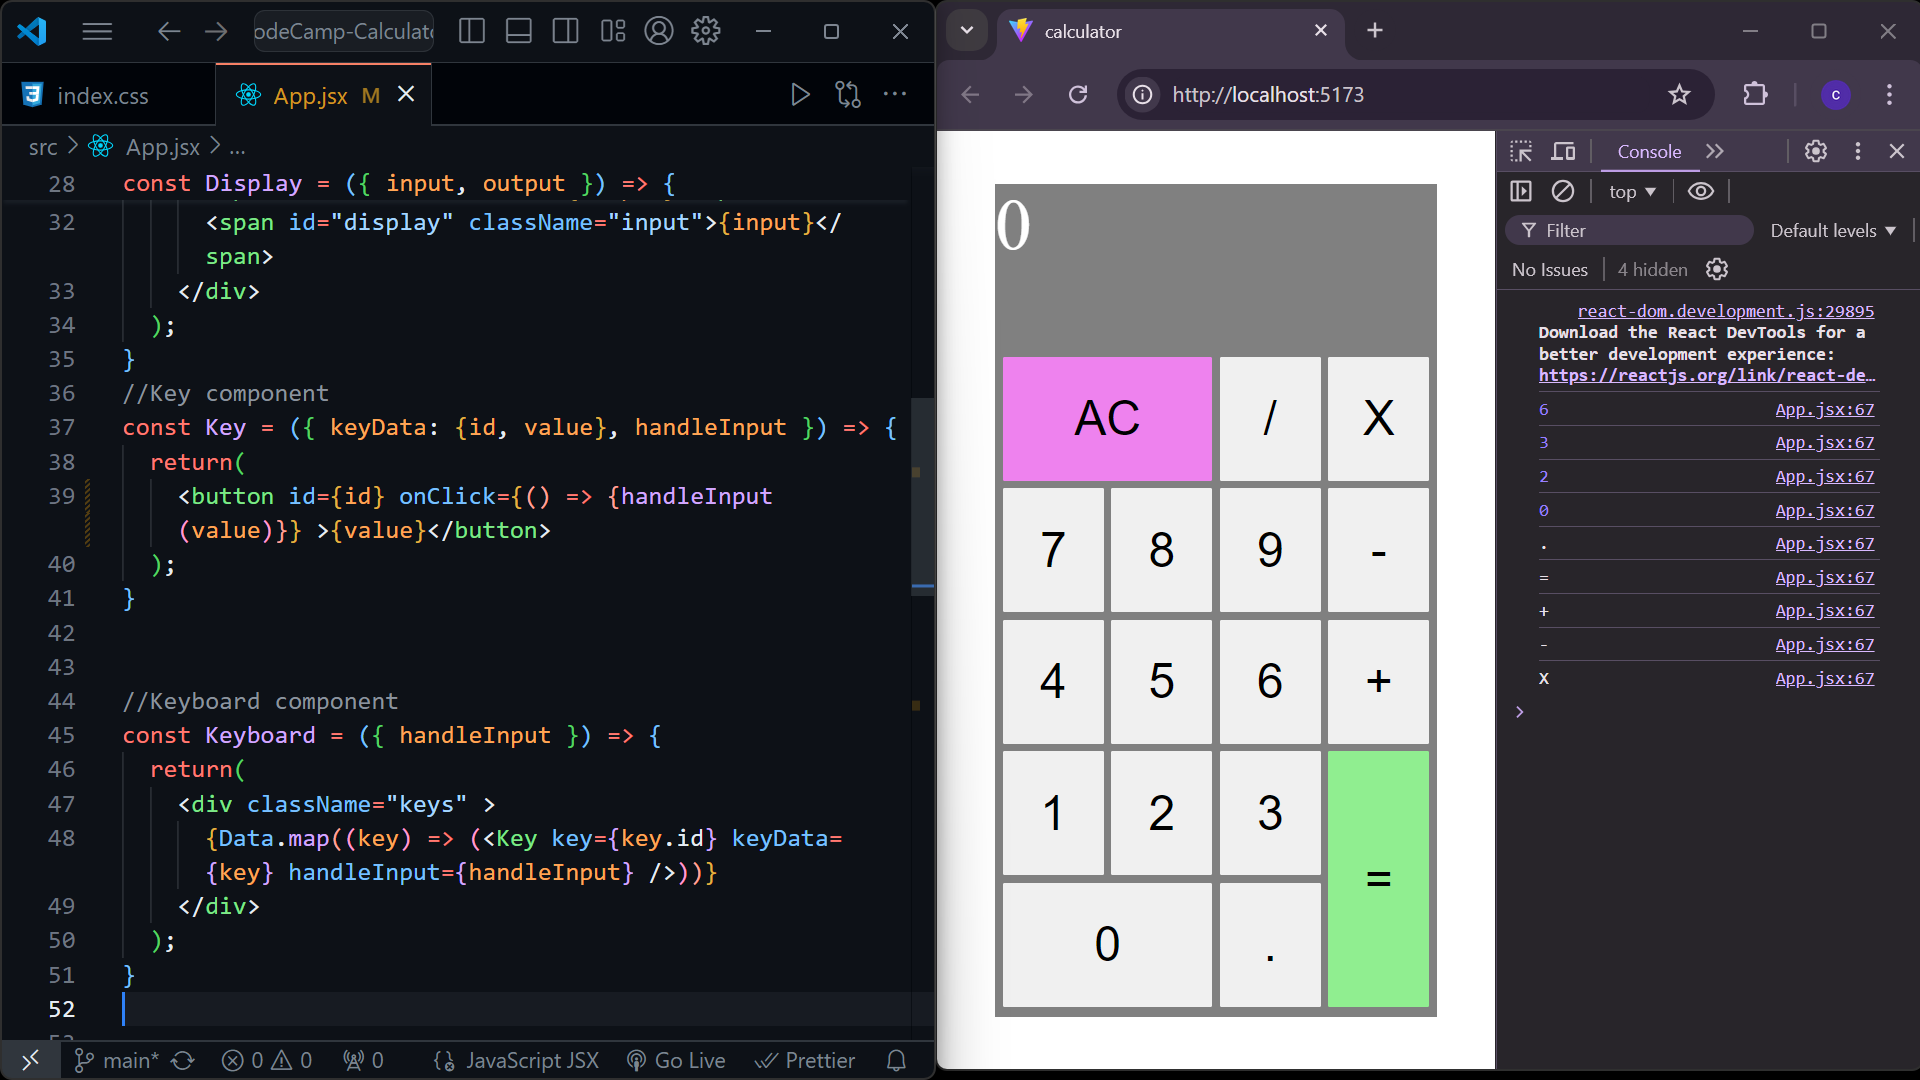 odeCamp-Calculato
index.css
App.jsx M
src > App.jsx > ...
28 const Display = ({ input, output }) => {
32 <span id="display" className="input">{input}</
span>
33 </div>
34 );
35 }
36 //Key component
37 const Key = ({ keyData: {id, value}, handleInput }) => {
38 return(
39 <button id={id} onClick={() => {handleInput
(value)}} >{value}</button>
40 );
41 }
42
43
44 //Keyboard component
45 const Keyboard = ({ handleInput }) => {
46 return(
47 <div className="keys" >
48 {Data.map((key) => (<Key key={key.id} keyData=
{key} handleInput={handleInput} />))}
49 </div>
50 );
51 }
52
main* 0 0 0 JavaScript JSX Go Live Prettier
calculator
http://localhost:5173
c
0
AC / X
7 8 9 -
4 5 6 +
1 2 3 =
0 .
Console
top
Filter
Default levels
No Issues 4 hidden
react-dom.development.js:29895
Download the React DevTools for a
better development experience:
https://reactjs.org/link/react-de…
6 App.jsx:67
3 App.jsx:67
2 App.jsx:67
0 App.jsx:67
. App.jsx:67
= App.jsx:67
+ App.jsx:67
- App.jsx:67
X App.jsx:67